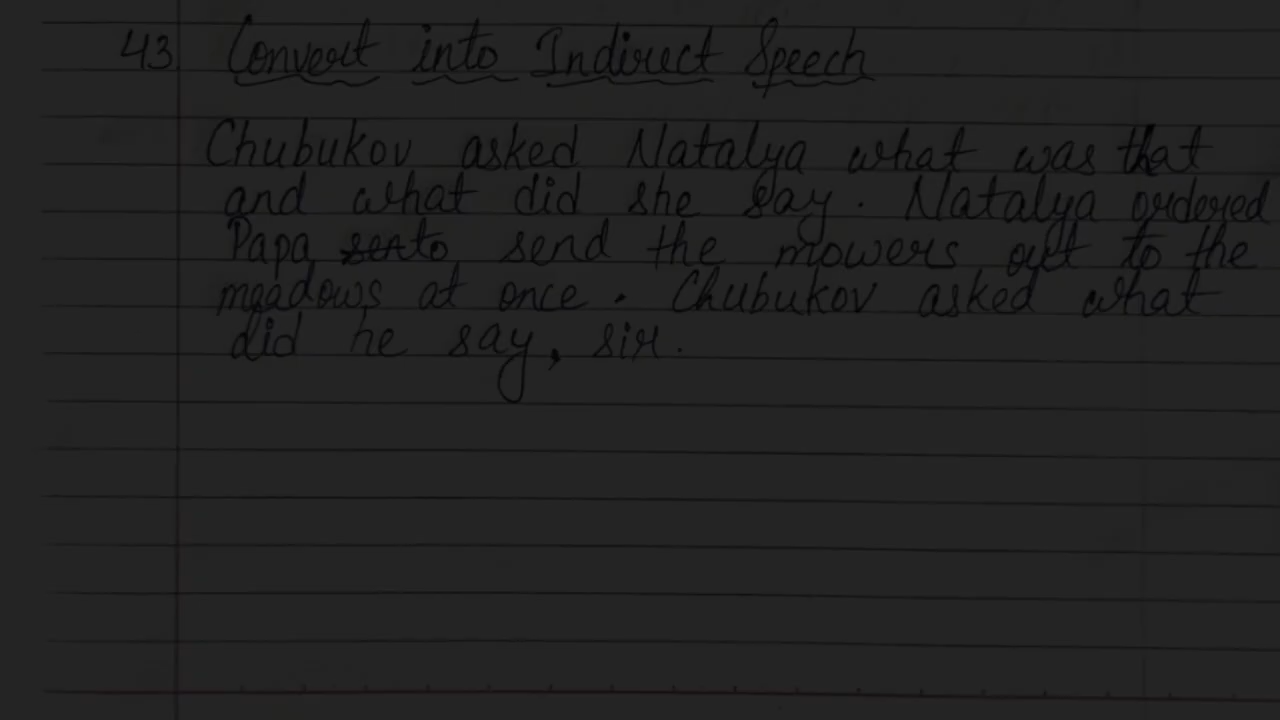 43 Convert into Indirect Speech
Chubukov asked Natalya what was that
and what did she say. Natalya ordered
Papa to send the mowers out to the
meadows at once. Chubukov asked what
did he say, sir.